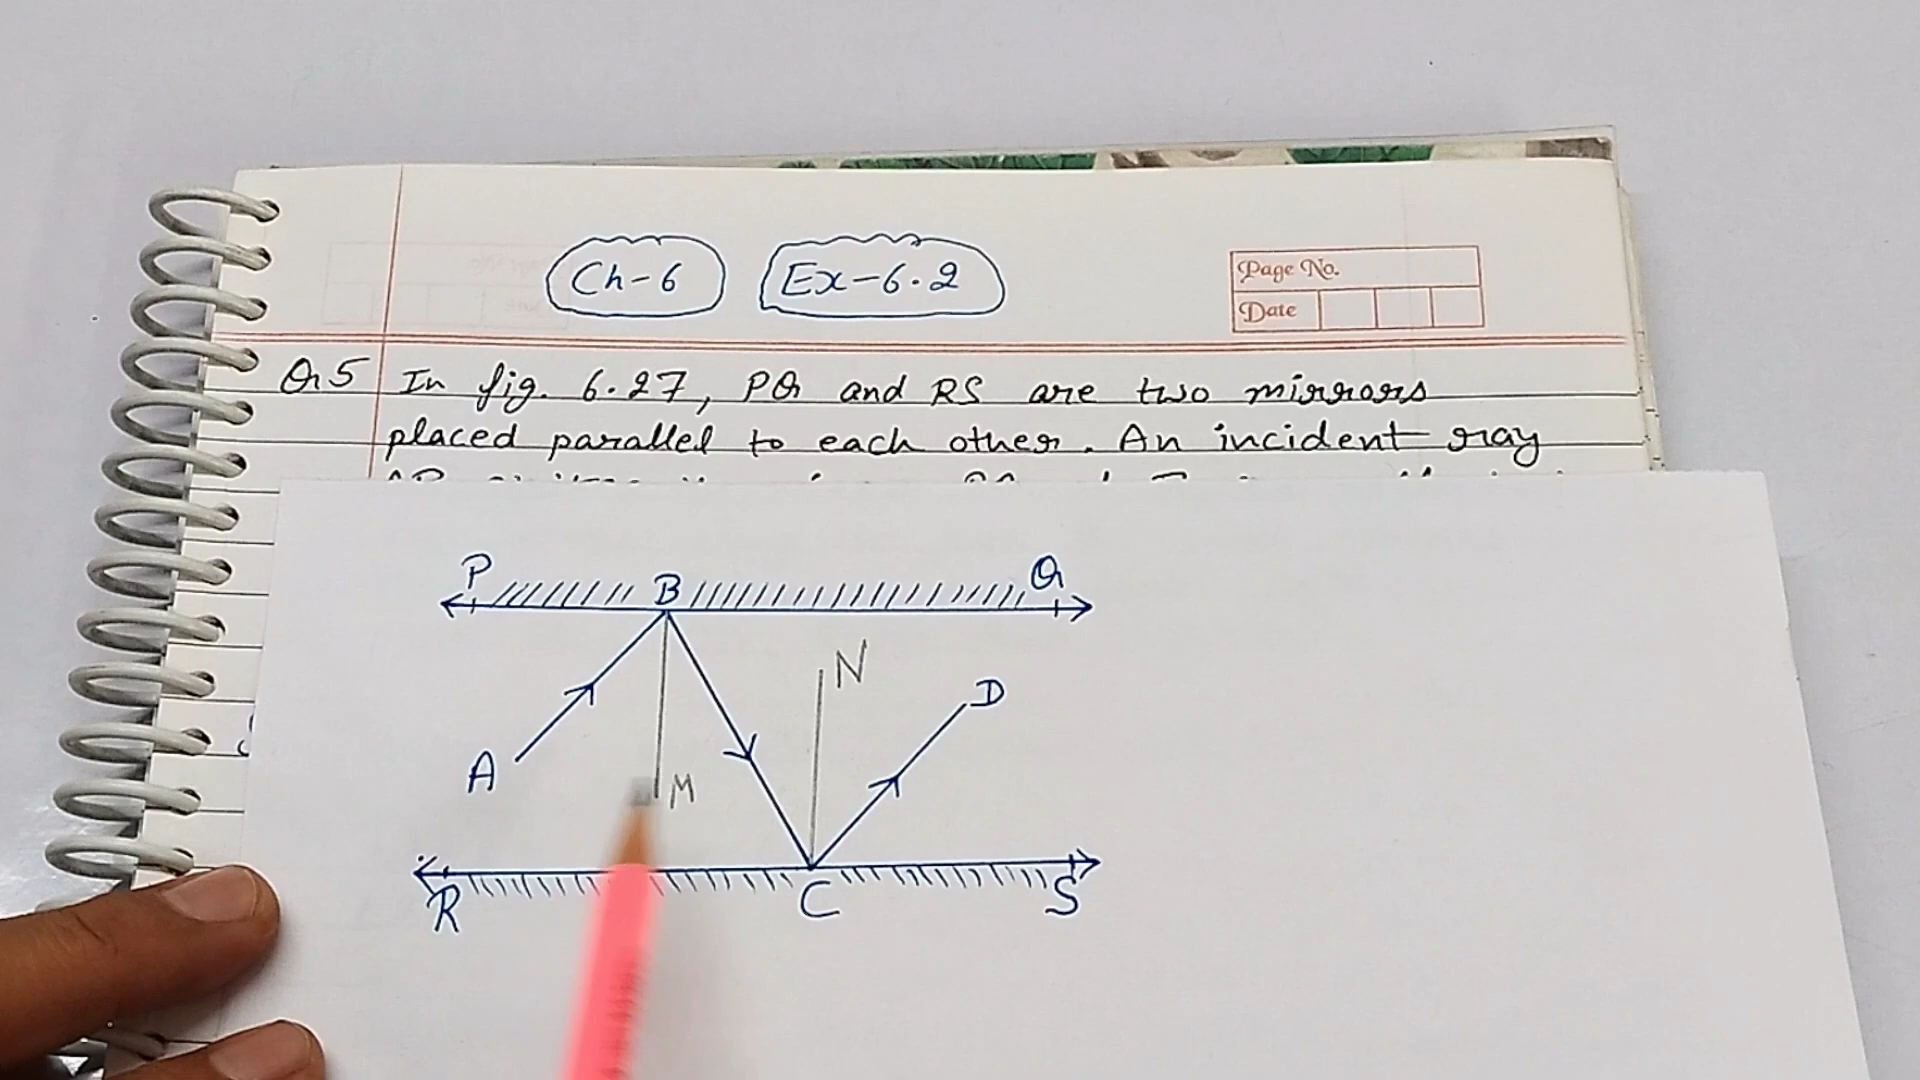 Ch-6 Ex-6.2
Page No.
Date
Q5 In fig. 6.27, PQ and RS are two mirrors
placed parallel to each other. An incident ray
P B Q
N
D
A M
R C S